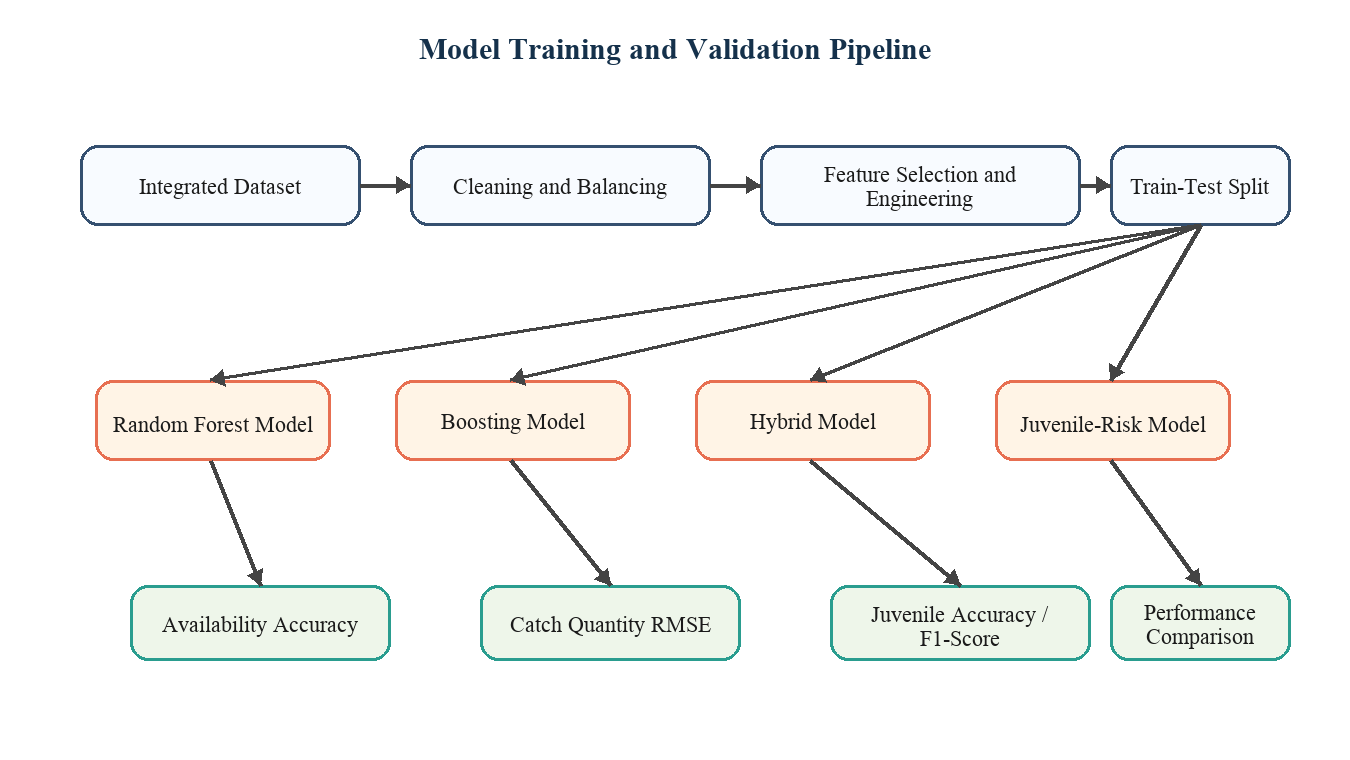 Model Training and Validation Pipeline
Integrated Dataset
Cleaning and Balancing
Feature Selection and
Engineering
Train-Test Split
Random Forest Model
Boosting Model
Hybrid Model
Juvenile-Risk Model
Availability Accuracy
Catch Quantity RMSE
Juvenile Accuracy /
F1-Score
Performance
Comparison